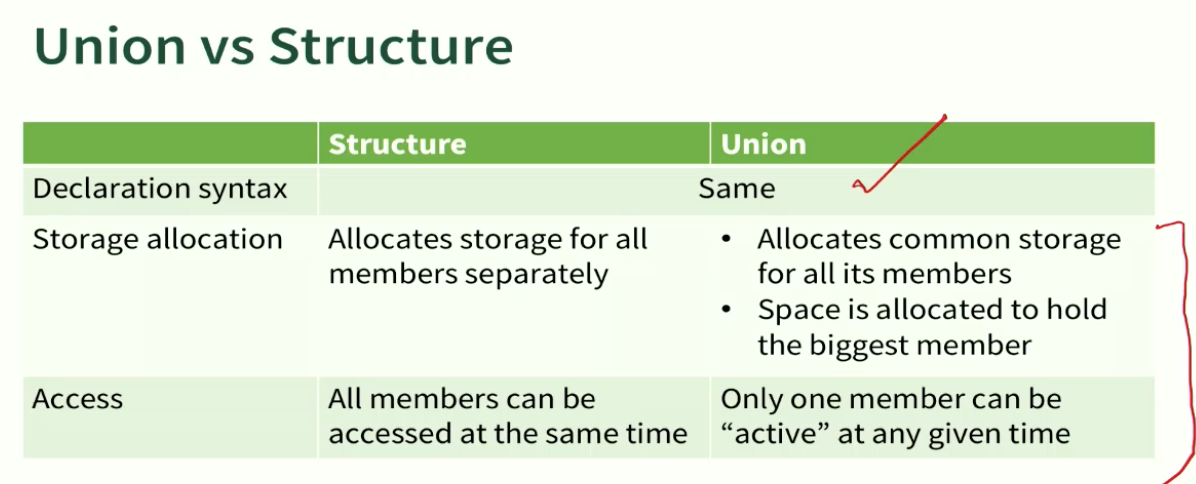 Union vs Structure
Structure Union
Declaration syntax Same
Storage allocation Allocates storage for all
members separately
• Allocates common storage
for all its members
• Space is allocated to hold
the biggest member
Access All members can be
accessed at the same time
Only one member can be
“active” at any given time